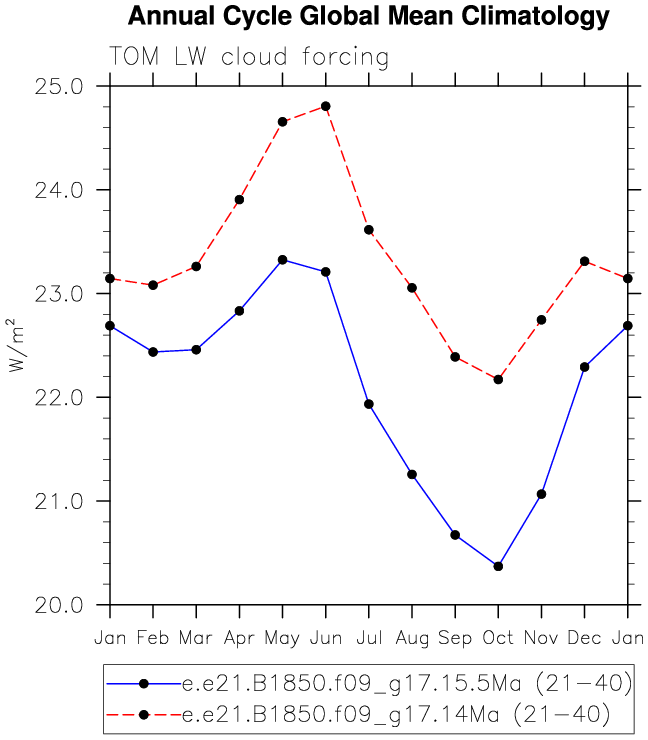 Annual Cycle Global Mean Climatology
TOM LW cloud forcing
25.0
24.0
23.0
22.0
21.0
20.0
W/m²
Jan Feb Mar Apr May Jun Jul Aug Sep Oct Nov Dec Jan
e.e21.B1850.f09_g17.15.5Ma (21-40)
e.e21.B1850.f09_g17.14Ma (21-40)